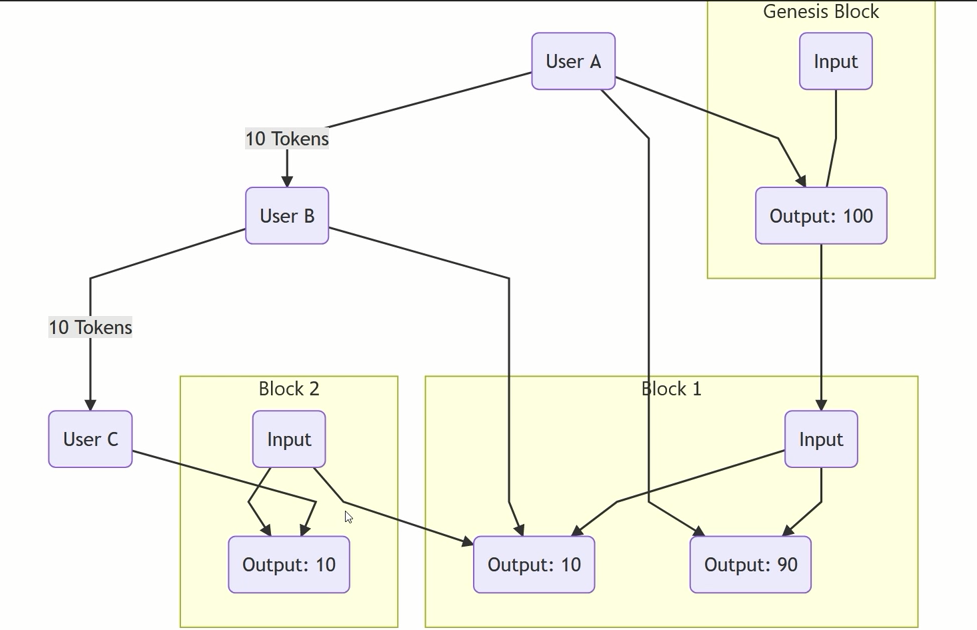 Genesis Block
User A
Input
10 Tokens
User B
Output: 100
10 Tokens
Block 2
Block 1
User C
Input
Input
Output: 10
Output: 10
Output: 90